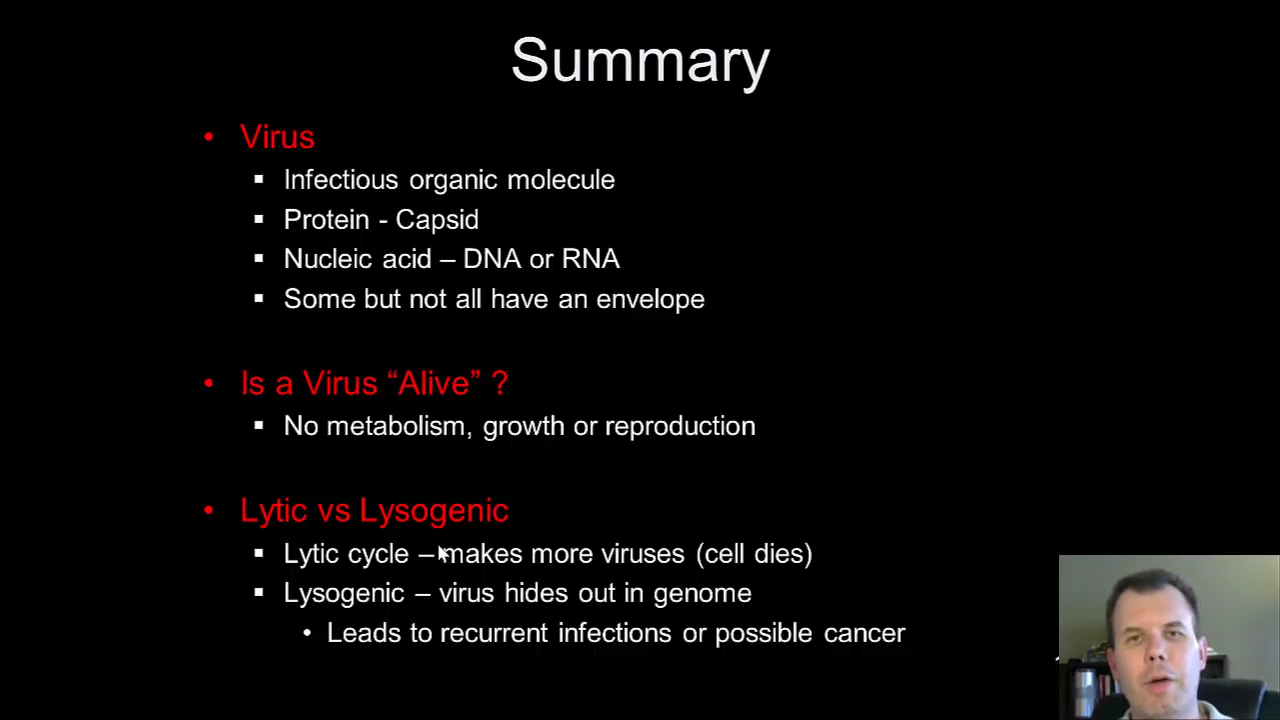 Summary
• Virus
▪ Infectious organic molecule
▪ Protein - Capsid
▪ Nucleic acid – DNA or RNA
▪ Some but not all have an envelope
• Is a Virus “Alive” ?
▪ No metabolism, growth or reproduction
• Lytic vs Lysogenic
▪ Lytic cycle – makes more viruses (cell dies)
▪ Lysogenic – virus hides out in genome
• Leads to recurrent infections or possible cancer